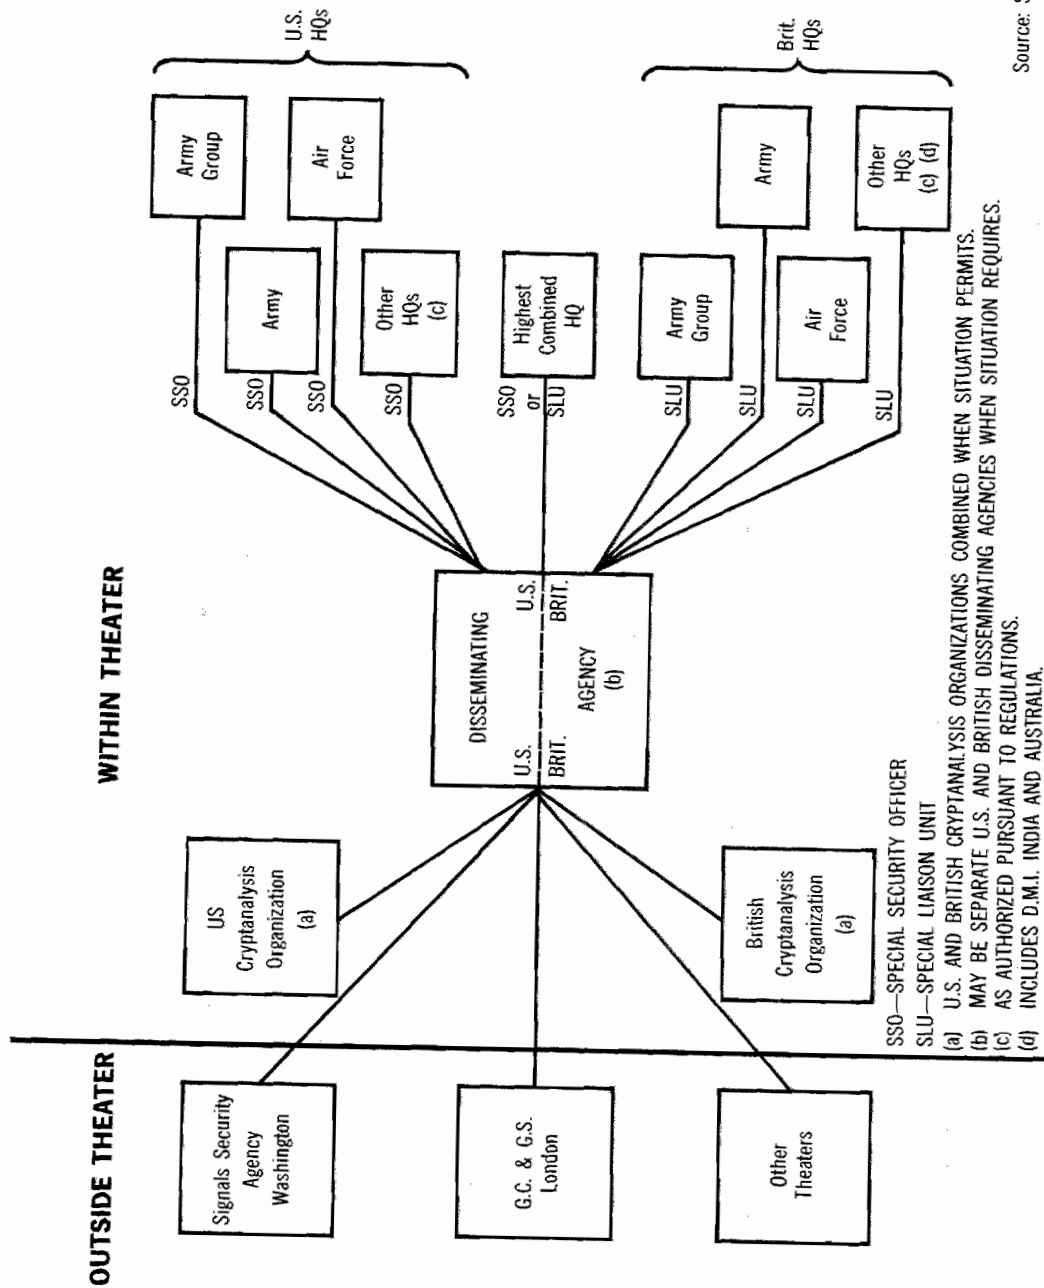 OUTSIDE THEATER
WITHIN THEATER
Signals Security
Agency
Washington
G.C. & G.S.
London
Other
Theaters
US
Cryptanalysis
Organization
(a)
British
Cryptanalysis
Organization
(a)
DISSEMINATING
U.S.
U.S.
BRIT.
BRIT.
AGENCY
(b)
SSO
SSO
SSO
SSO
SSO
or
SLU
SLU
SLU
SLU
SLU
Army
Group
Army
Air
Force
Other
HQs
(c)
Highest
Combined
HQ
Army
Group
Army
Air
Force
Other
HQs
(c) (d)
U.S.
HQs
Brit.
HQs
SSO—SPECIAL SECURITY OFFICER
SLU—SPECIAL LIAISON UNIT
(a) U.S. AND BRITISH CRYPTANALYSIS ORGANIZATIONS COMBINED WHEN SITUATION PERMITS.
(b) MAY BE SEPARATE U.S. AND BRITISH DISSEMINATING AGENCIES WHEN SITUATION REQUIRES.
(c) AS AUTHORIZED PURSUANT TO REGULATIONS.
(d) INCLUDES D.M.I. INDIA AND AUSTRALIA.
Source: